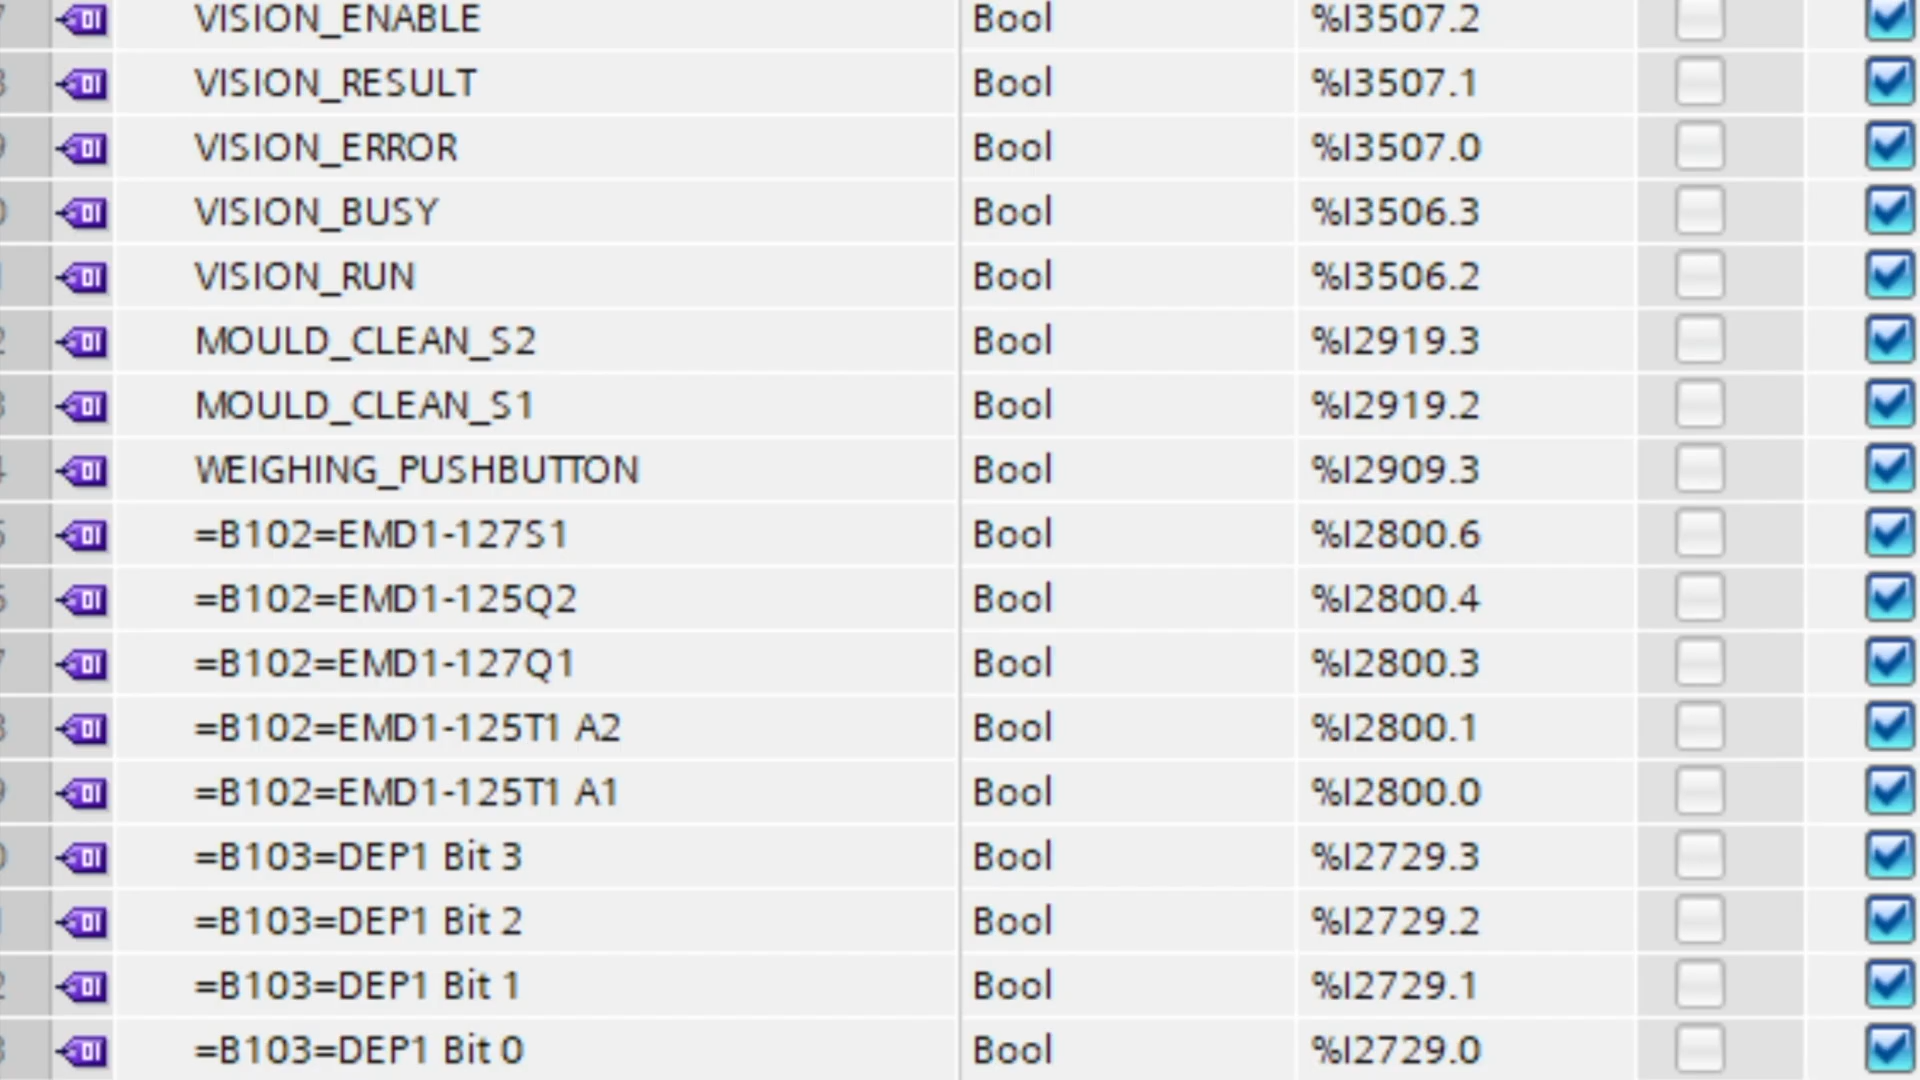 VISION_ENABLE Bool %I3507.2
VISION_RESULT Bool %I3507.1
VISION_ERROR Bool %I3507.0
VISION_BUSY Bool %I3506.3
VISION_RUN Bool %I3506.2
MOULD_CLEAN_S2 Bool %I2919.3
MOULD_CLEAN_S1 Bool %I2919.2
WEIGHING_PUSHBUTTON Bool %I2909.3
=B102=EMD1-127S1 Bool %I2800.6
=B102=EMD1-125Q2 Bool %I2800.4
=B102=EMD1-127Q1 Bool %I2800.3
=B102=EMD1-125T1 A2 Bool %I2800.1
=B102=EMD1-125T1 A1 Bool %I2800.0
=B103=DEP1 Bit 3 Bool %I2729.3
=B103=DEP1 Bit 2 Bool %I2729.2
=B103=DEP1 Bit 1 Bool %I2729.1
=B103=DEP1 Bit 0 Bool %I2729.0